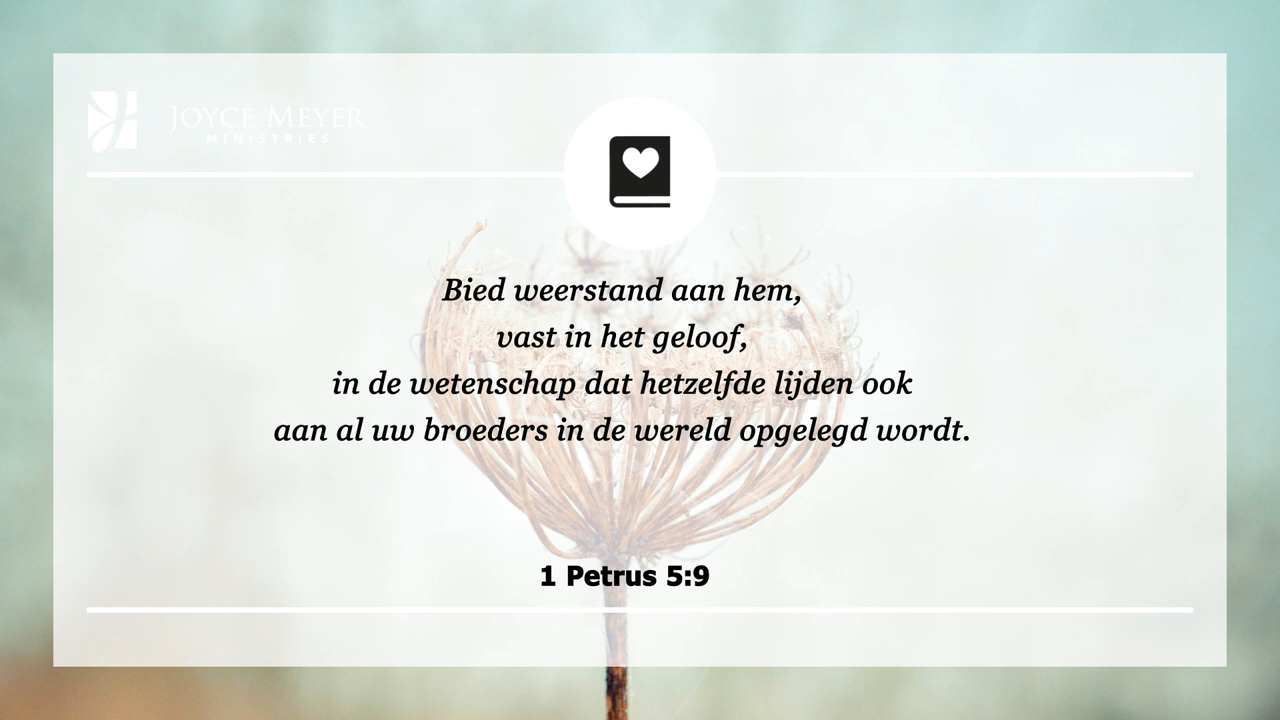 JOYCE MEYER
MINISTRIES
Bied weerstand aan hem,
vast in het geloof,
in de wetenschap dat hetzelfde lijden ook
aan al uw broeders in de wereld opgelegd wordt.
1 Petrus 5:9